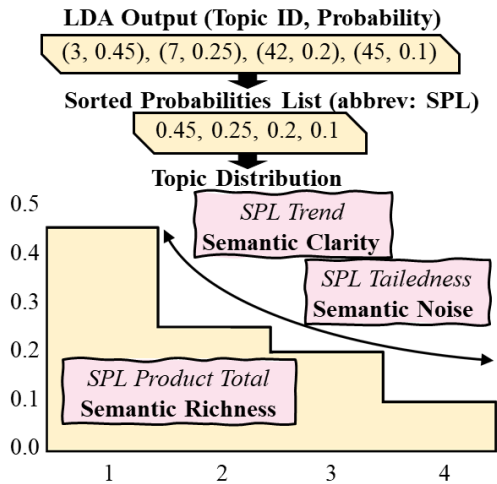 LDA Output (Topic ID, Probability)
(3, 0.45), (7, 0.25), (42, 0.2), (45, 0.1)
Sorted Probabilities List (abbrev: SPL)
0.45, 0.25, 0.2, 0.1
Topic Distribution
0.5
0.4
0.3
0.2
0.1
0.0
SPL Trend
Semantic Clarity
SPL Tailedness
Semantic Noise
SPL Product Total
Semantic Richness
1 2 3 4